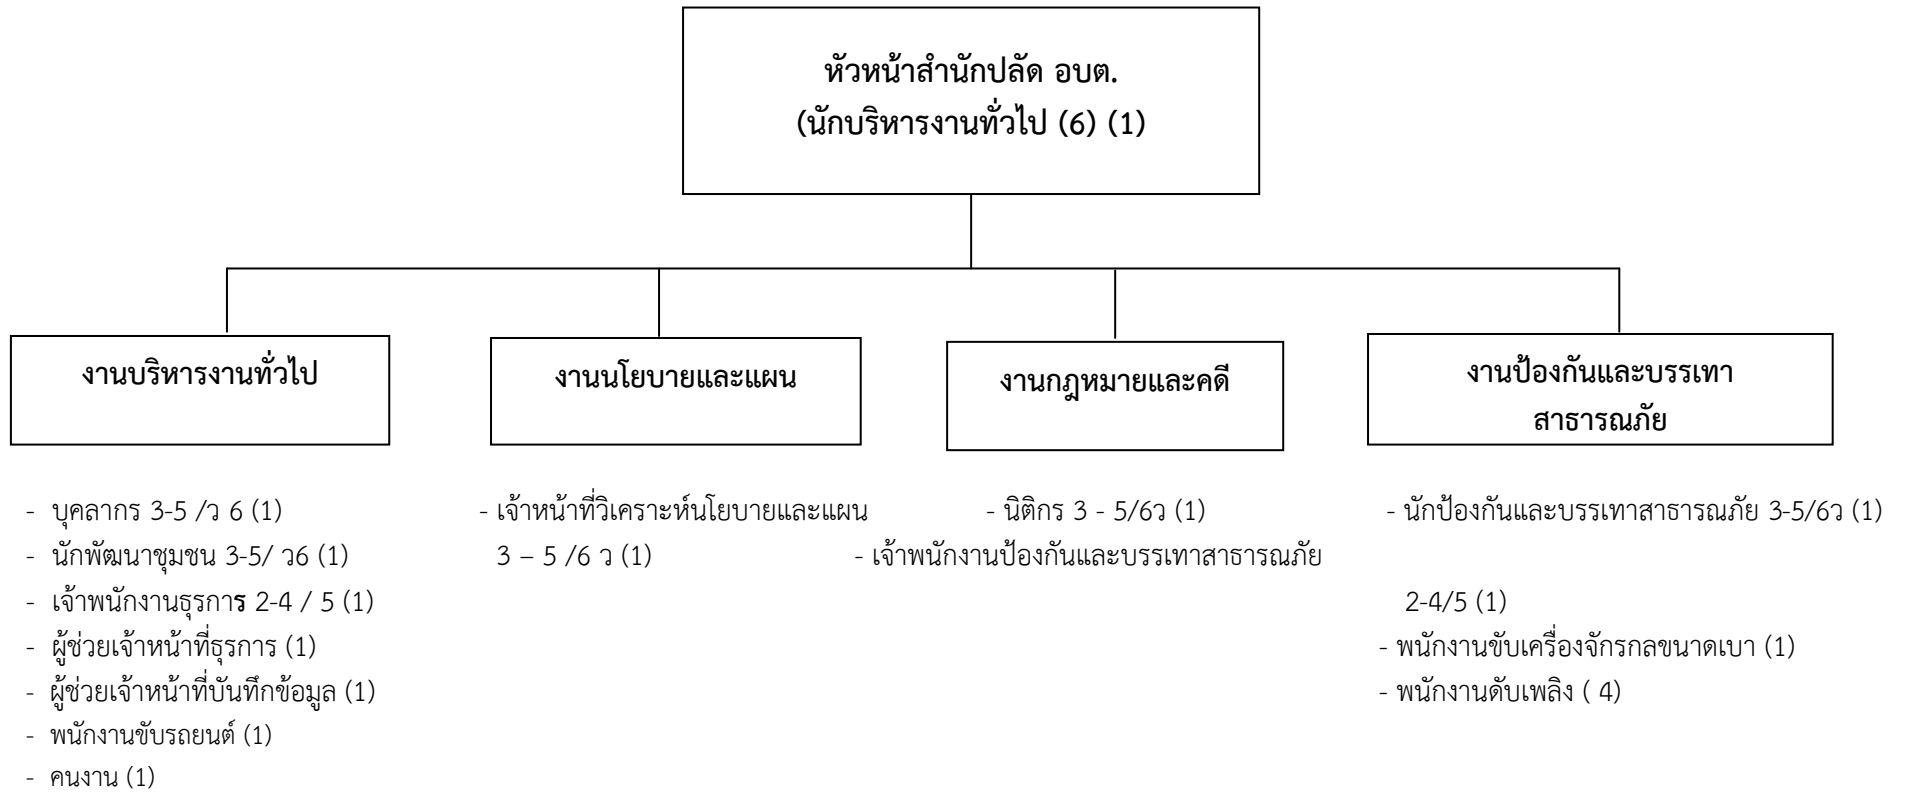 หัวหน้าสำนักปลัด อบต.
(นักบริหารงานทั่วไป (6) (1)
งานบริหารงานทั่วไป
งานนโยบายและแผน
งานกฎหมายและคดี
งานป้องกันและบรรเทา
สาธารณภัย
- บุคลากร 3-5 /ว 6 (1)
- นักพัฒนาชุมชน 3-5/ ว6 (1)
- เจ้าพนักงานธุรการ 2-4 / 5 (1)
- ผู้ช่วยเจ้าหน้าที่ธุรการ (1)
- ผู้ช่วยเจ้าหน้าที่บันทึกข้อมูล (1)
- พนักงานขับรถยนต์ (1)
- คนงาน (1)
- เจ้าหน้าที่วิเคราะห์นโยบายและแผน
3 – 5 /6 ว (1)
- นิติกร 3 - 5/6ว (1)
- นักป้องกันและบรรเทาสาธารณภัย 3-5/6ว (1)
- เจ้าพนักงานป้องกันและบรรเทาสาธารณภัย
2-4/5 (1)
- พนักงานขับเครื่องจักรกลขนาดเบา (1)
- พนักงานดับเพลิง ( 4)